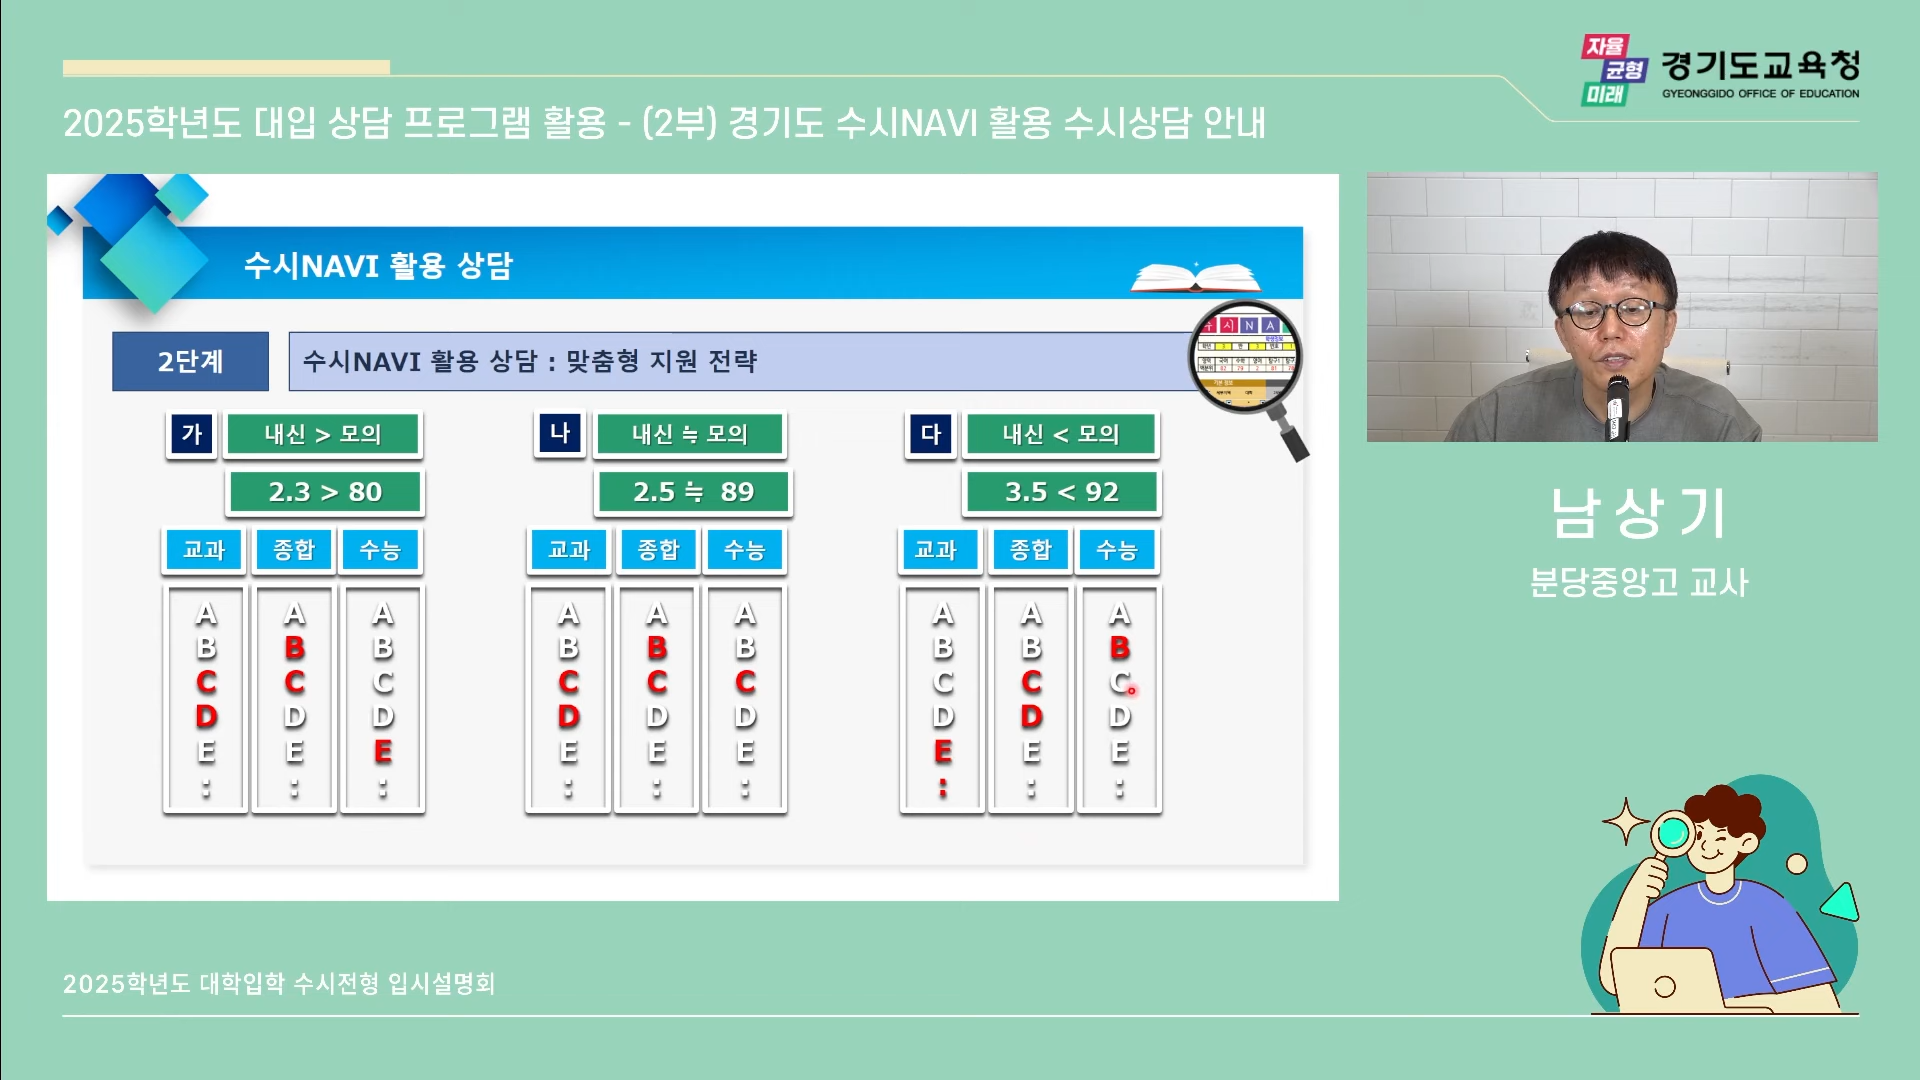 자율
균형
미래
경기도교육청
GYEONGGIDO OFFICE OF EDUCATION
2025학년도 대입 상담 프로그램 활용 - (2부) 경기도 수시NAVI 활용 수시상담 안내
수시NAVI 활용 상담
2단계
수시NAVI 활용 상담 : 맞춤형 지원 전략
수시NA
가
내신 > 모의
2.3 > 80
교과 종합 수능
A A A
B B B
C C C
D D D
E E E
: : :
나
내신 ≒ 모의
2.5 ≒ 89
교과 종합 수능
A A A
B B B
C C C
D D D
E E E
: : :
다
내신 < 모의
3.5 < 92
교과 종합 수능
A A A
B B B
C C C
D D D
E E E
: : :
남상기
분당중앙고 교사
2025학년도 대학입학 수시전형 입시설명회